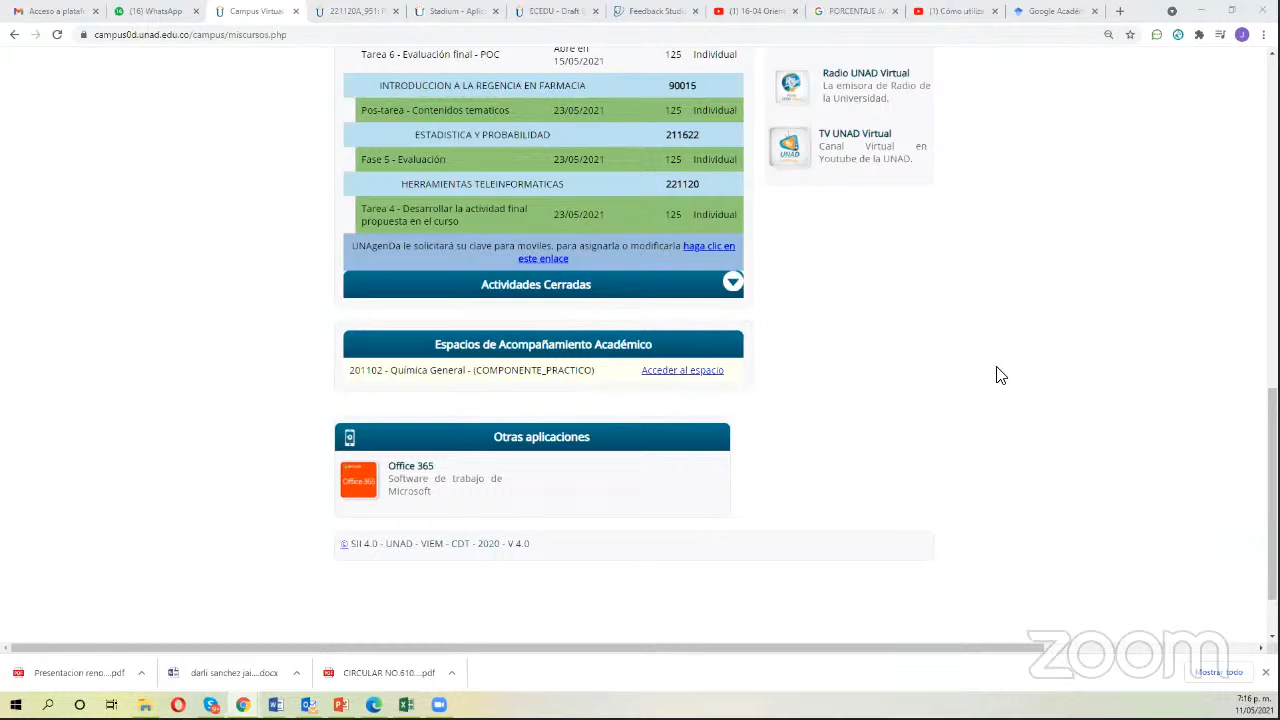 Acceso a platafo
(16) WhatsApp
Campus Virtual
221120A_951
Stadium - Aplic
ECEDU - Draft
Feedback Studi
(1) 16-04 Orient
PORCENTAJE
(1) Cómo utiliz
Google Acadé
campus0d.unad.edu.co/campus/miscursos.php
Tarea 6 - Evaluación final - POC
Abre en
15/05/2021
125 Individual
INTRODUCCION A LA REGENCIA EN FARMACIA 90015
Pos-tarea - Contenidos tematicos 23/05/2021 125 Individual
ESTADISTICA Y PROBABILIDAD 211622
Fase 5 - Evaluación 23/05/2021 125 Individual
HERRAMIENTAS TELEINFORMATICAS 221120
Tarea 4 - Desarrollar la actividad final
propuesta en el curso
23/05/2021 125 Individual
UNAgenDa le solicitará su clave para moviles, para asignarla o modificarla haga clic en
este enlace
Actividades Cerradas
Espacios de Acompañamiento Académico
201102 - Química General - (COMPONENTE_PRACTICO) Acceder al espacio
Otras aplicaciones
Office 365
Office 365
Software de trabajo de
Microsoft
© SII 4.0 - UNAD - VIEM - CDT - 2020 - V 4.0
Radio UNAD Virtual
La emisora de Radio de
la Universidad.
TV UNAD Virtual
UNAD
Canal Virtual en
Youtube de la UNAD.
zoom
Presentacion reno....pdf
darli sanchez jai....docx
CIRCULAR NO.610....pdf
Mostrar todo
7:16 p. m.
11/05/2021